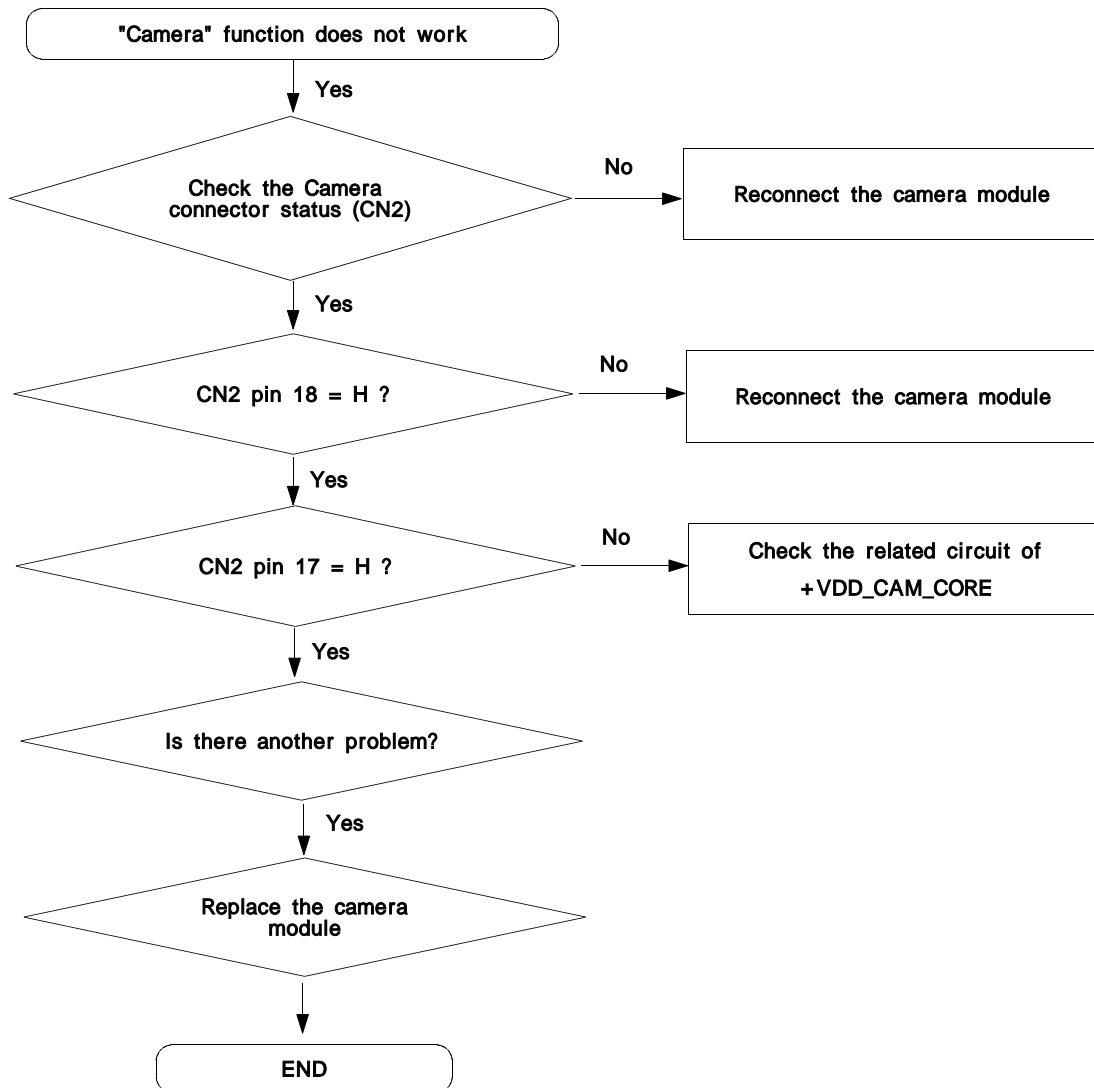 "Camera" function does not work
Yes
Check the Camera
connector status (CN2)
No
Reconnect the camera module
Yes
CN2 pin 18 = H ?
No
Reconnect the camera module
Yes
CN2 pin 17 = H ?
No
Check the related circuit of
+VDD_CAM_CORE
Yes
Is there another problem?
Yes
Replace the camera
module
END